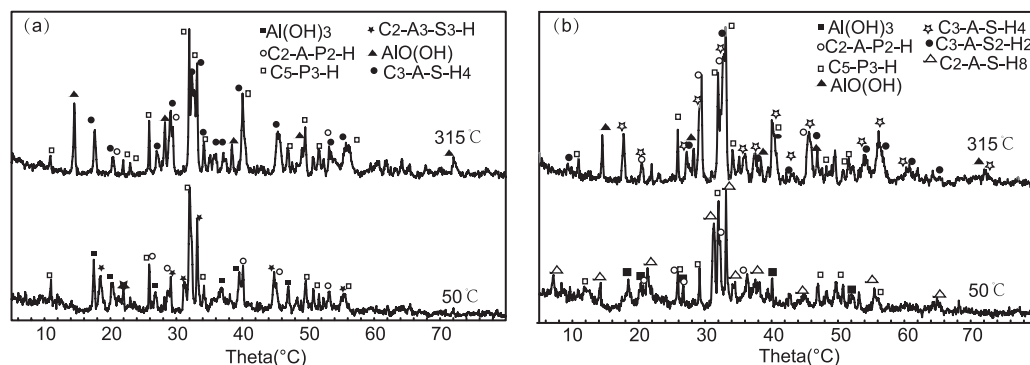 (a)
Al(OH)3
C2-A3-S3-H
C2-A-P2-H
AlO(OH)
C5-P3-H
C3-A-S-H4
315℃
50℃
10 20 30 40 50 60 70
Theta(°C)
(b)
Al(OH)3
C3-A-S-H4
C2-A-P2-H
C3-A-S2-H2
C5-P3-H
C2-A-S-H8
AlO(OH)
315℃
50℃
10 20 30 40 50 60 70
Theta(°C)